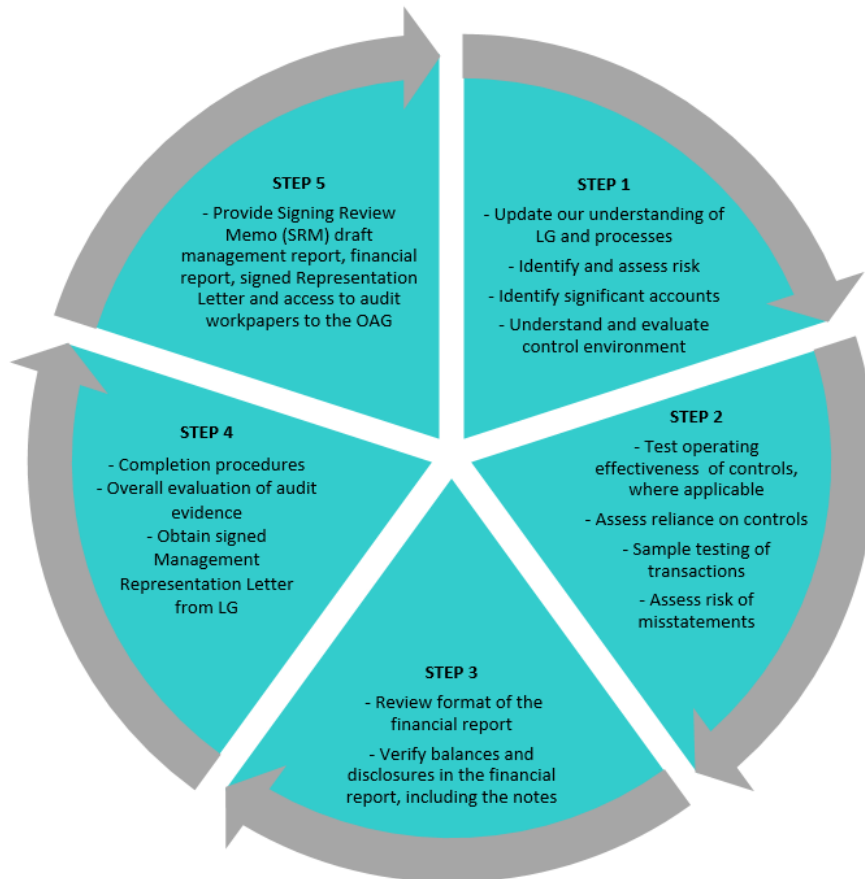 STEP 1
- Update our understanding of
LG and processes
- Identify and assess risk
- Identify significant accounts
- Understand and evaluate
control environment
STEP 2
- Test operating
effectiveness of controls,
where applicable
- Assess reliance on controls
- Sample testing of
transactions
- Assess risk of
misstatements
STEP 3
- Review format of the
financial report
- Verify balances and
disclosures in the financial
report, including the notes
STEP 4
- Completion procedures
- Overall evaluation of audit
evidence
- Obtain signed
Management
Representation Letter
from LG
STEP 5
- Provide Signing Review
Memo (SRM) draft
management report, financial
report, signed Representation
Letter and access to audit
workpapers to the OAG